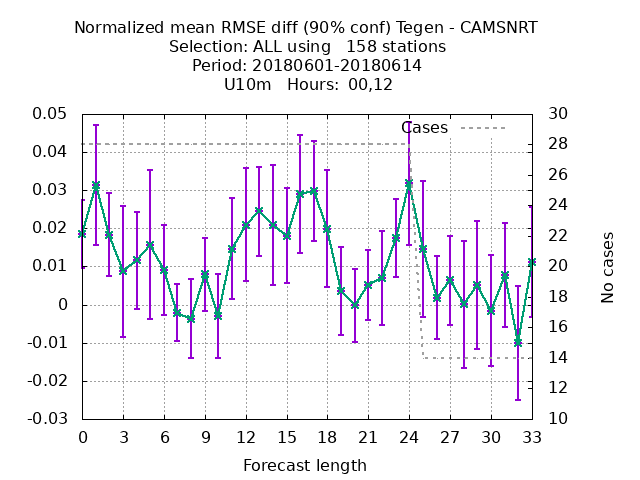 Normalized mean RMSE diff (90% conf) Tegen - CAMSNRT
Selection: ALL using   158 stations
Period: 20180601-20180614
U10m   Hours:  00,12
Cases
0.05
0.04
0.03
0.02
0.01
0
-0.01
-0.02
-0.03
30
28
26
24
22
20
18
16
14
12
10
No cases
0 3 6 9 12 15 18 21 24 27 30 33
Forecast length